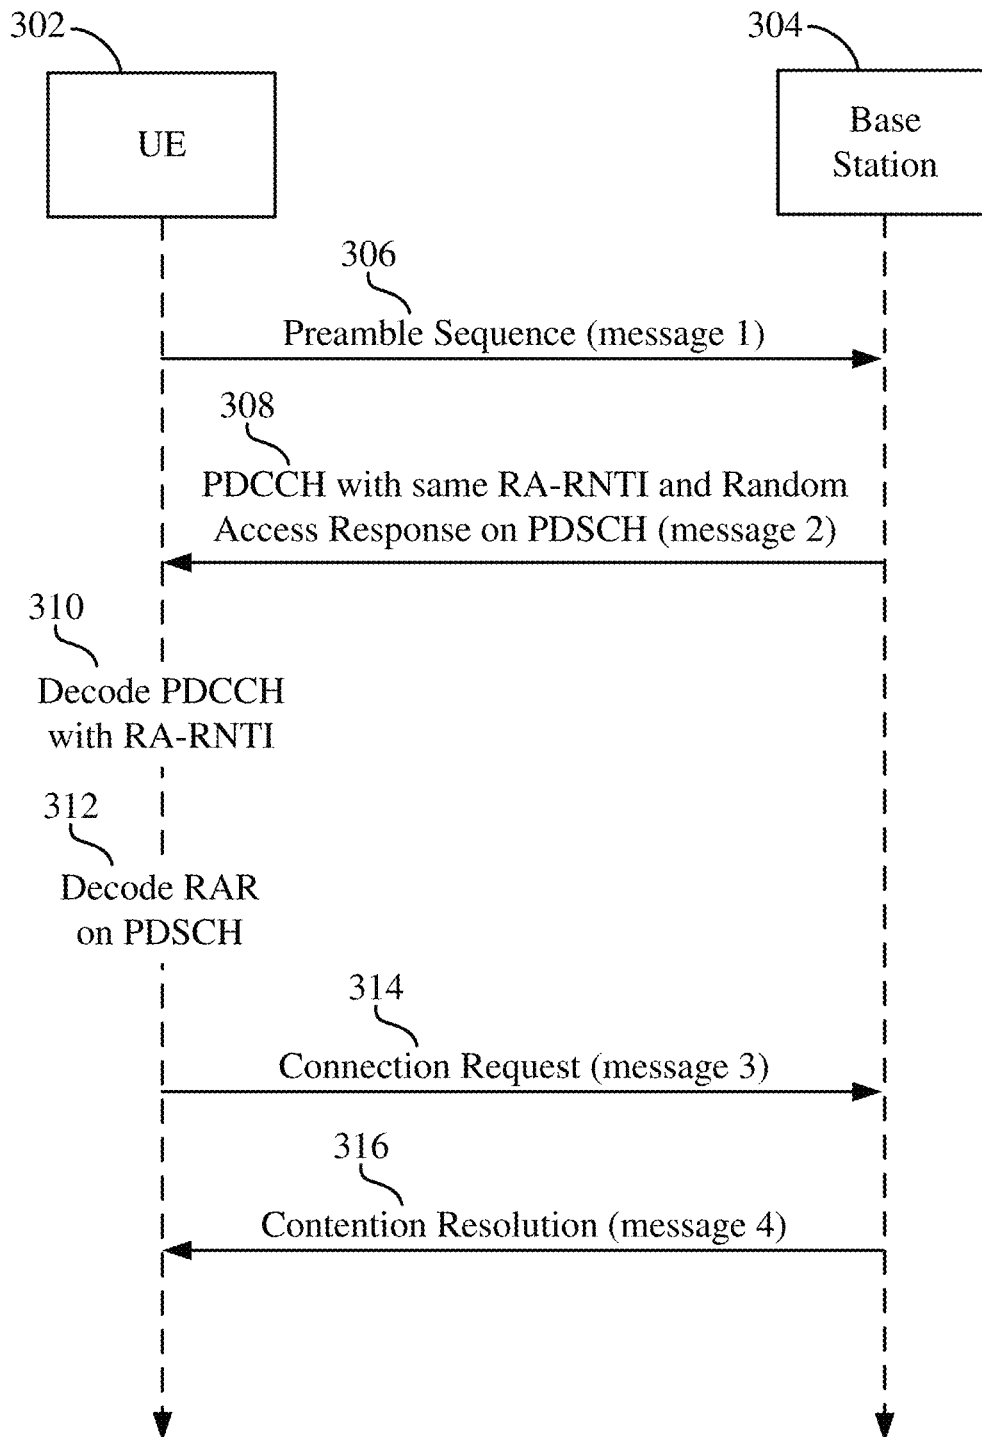 302
304
UE
Base
Station
306
Preamble Sequence (message 1)
308
PDCCH with same RA-RNTI and Random
Access Response on PDSCH (message 2)
310
Decode PDCCH
with RA-RNTI
312
Decode RAR
on PDSCH
314
Connection Request (message 3)
316
Contention Resolution (message 4)